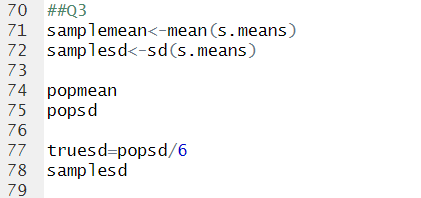 70 ##Q3
71 samplemean<-mean(s.means)
72 samplesd<-sd(s.means)
73
74 popmean
75 popsd
76
77 truesd=popsd/6
78 samplesd
79